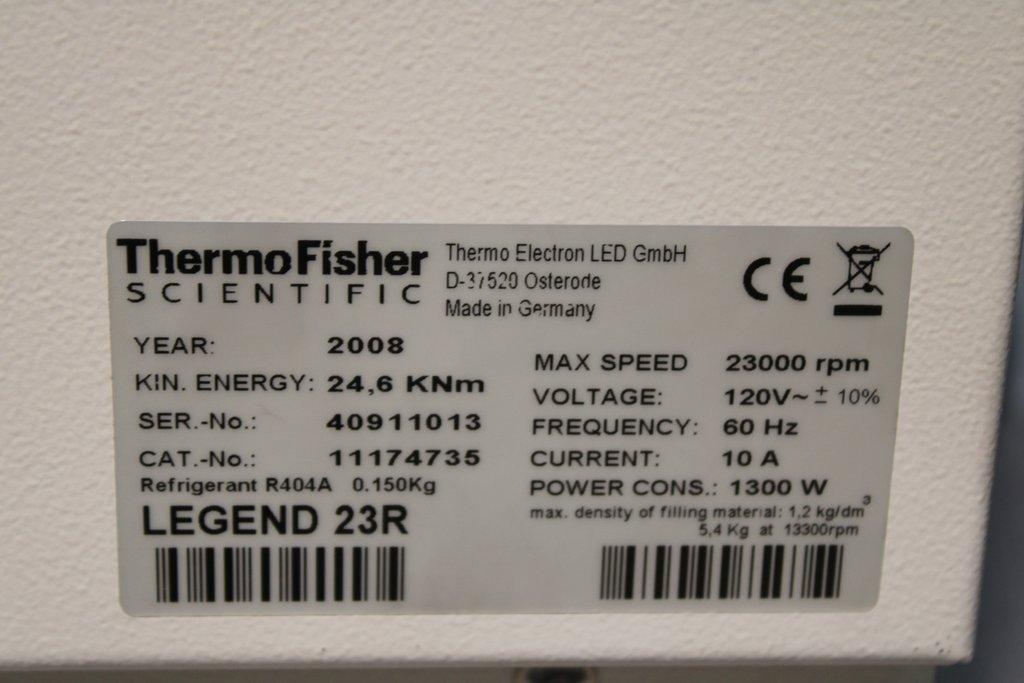 ThermoFisher
SCIENTIFIC
Thermo Electron LED GmbH
D-37520 Osterode
Made in Germany
CE
YEAR: 2008
KIN. ENERGY: 24,6 KNm
SER.-No.: 40911013
CAT.-No.: 11174735
Refrigerant R404A 0.150Kg
LEGEND 23R
MAX SPEED 23000 rpm
VOLTAGE: 120V~ ± 10%
FREQUENCY: 60 Hz
CURRENT: 10 A
POWER CONS.: 1300 W
max. density of filling material: 1,2 kg/dm³
5,4 Kg at 13300rpm